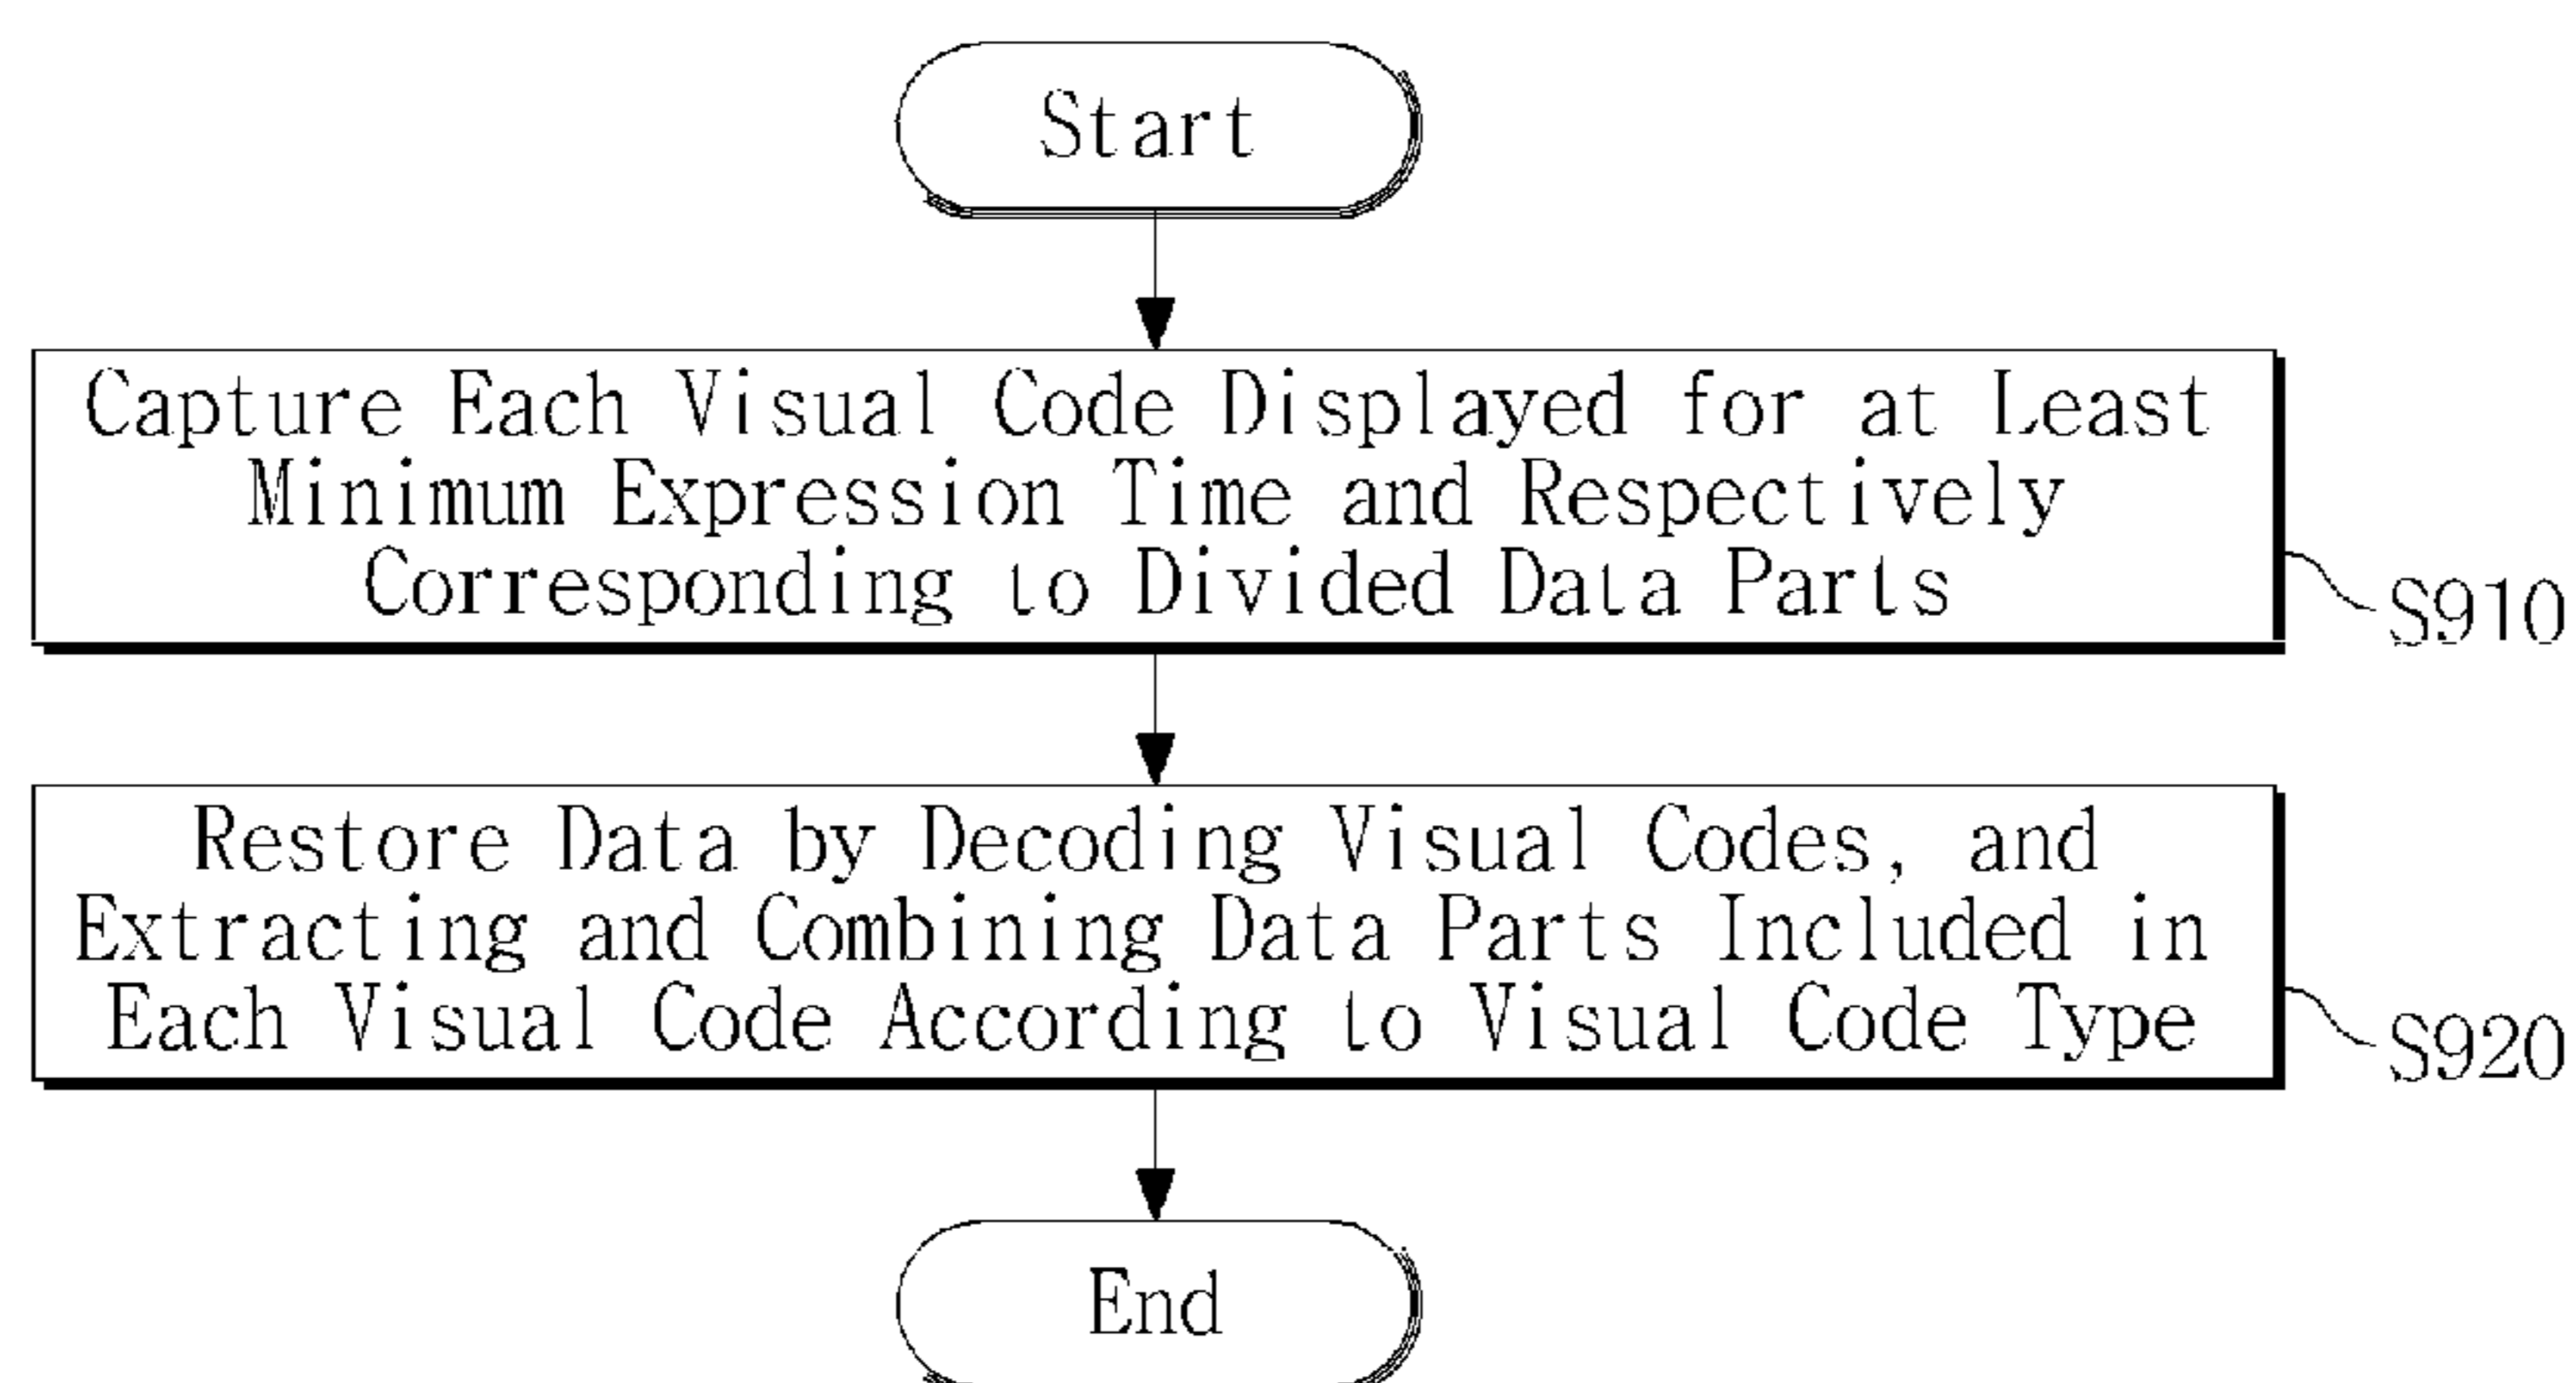 Start
Capture Each Visual Code Displayed for at Least
Minimum Expression Time and Respectively
Corresponding to Divided Data Parts
S910
Restore Data by Decoding Visual Codes, and
Extracting and Combining Data Parts Included in
Each Visual Code According to Visual Code Type
S920
End